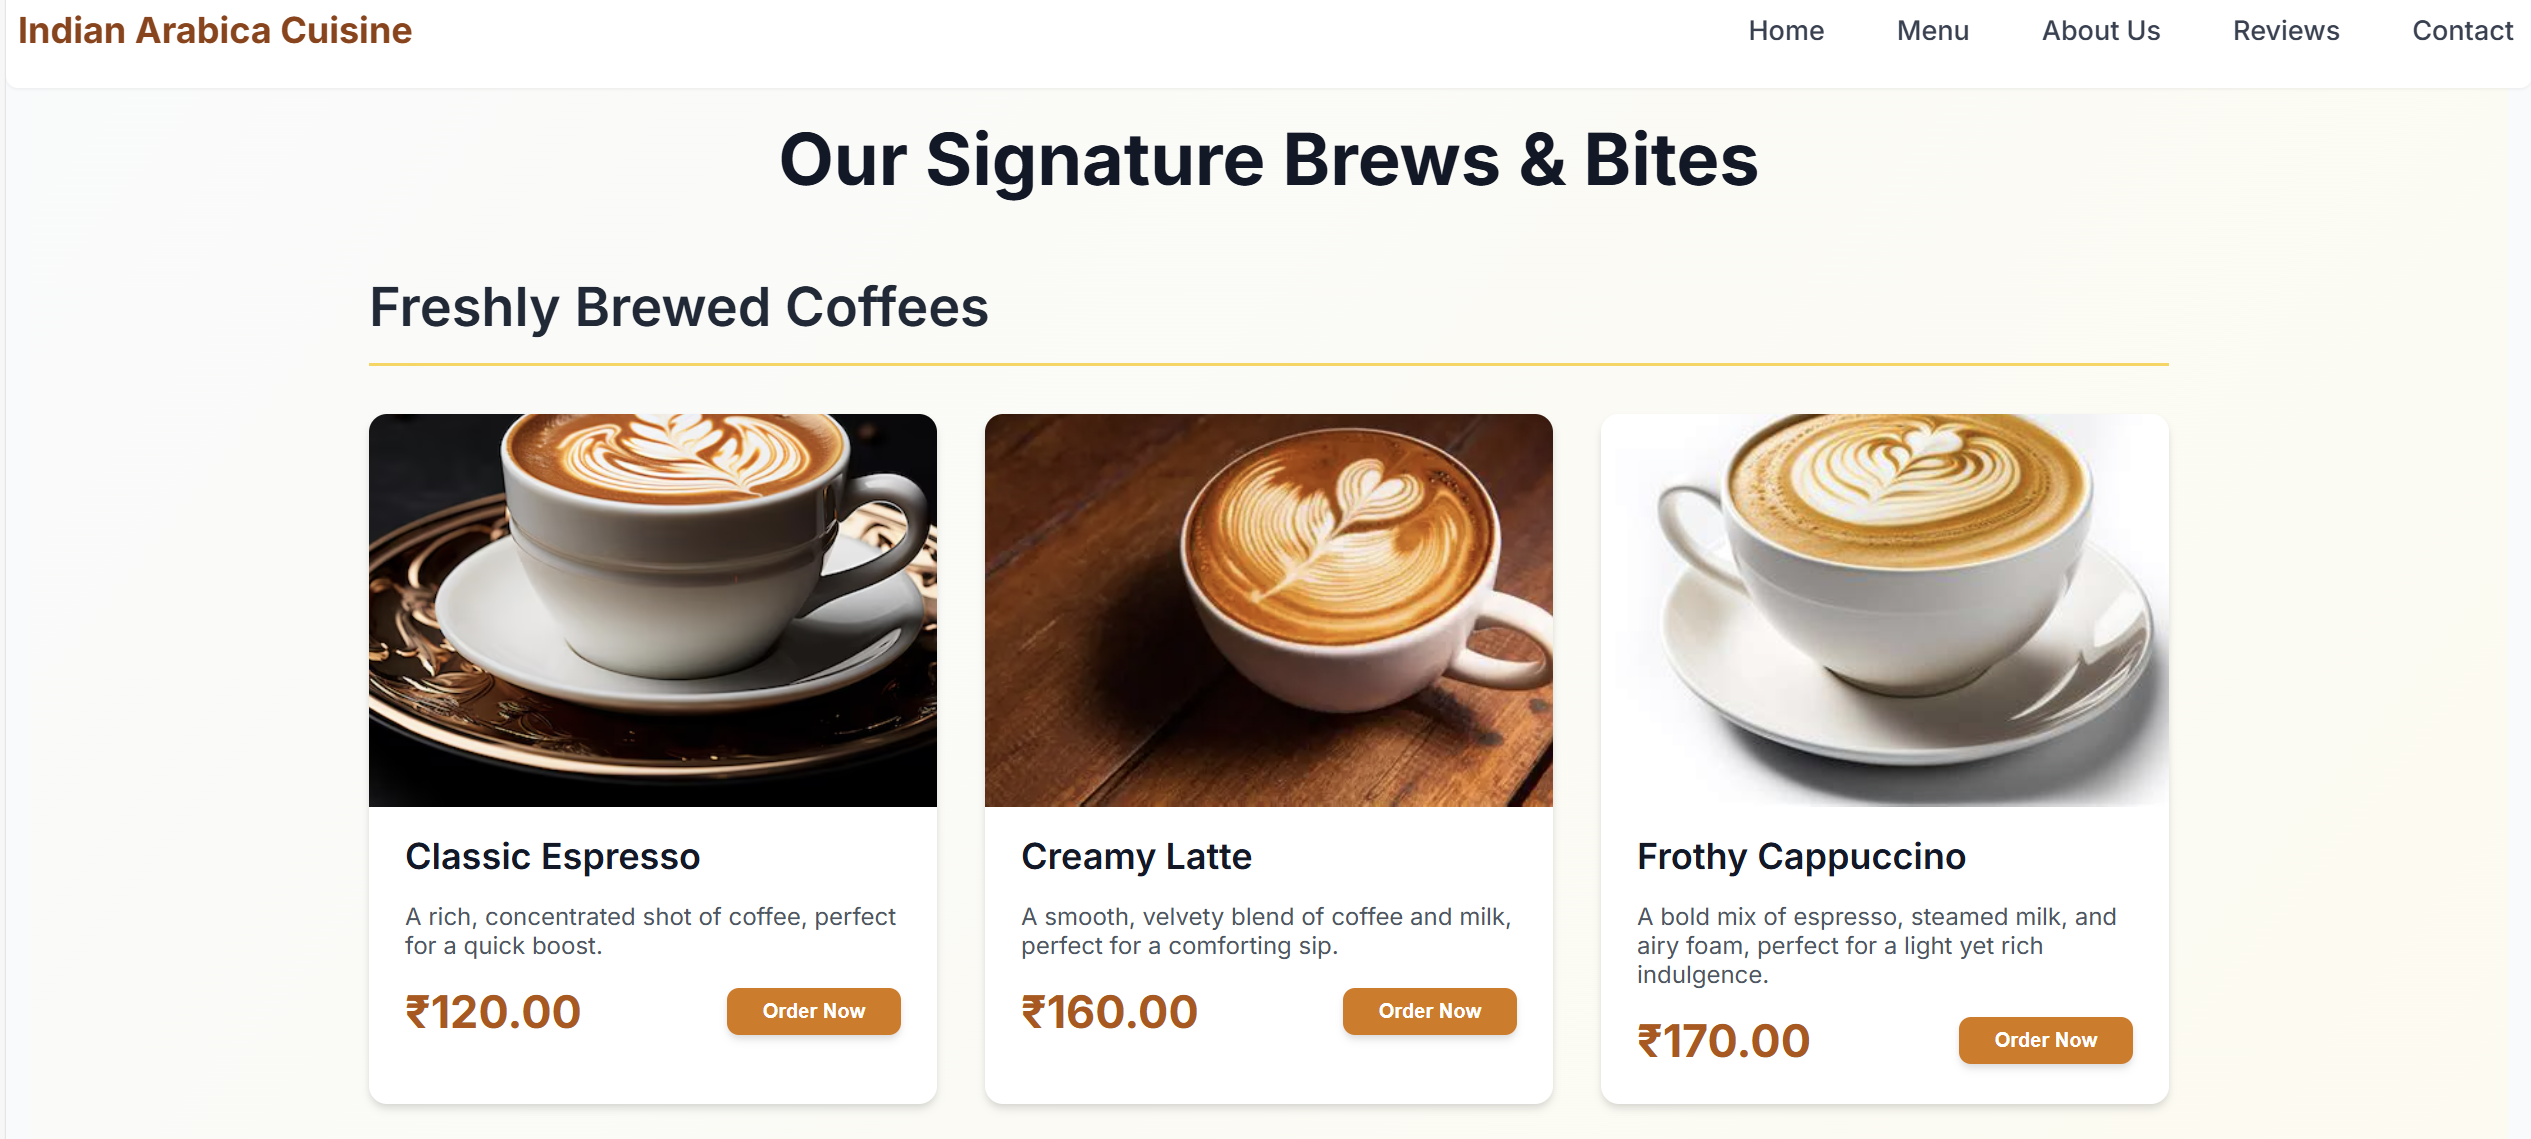 Indian Arabica Cuisine
Home
Menu
About Us
Reviews
Contact
Our Signature Brews & Bites
Freshly Brewed Coffees
Classic Espresso
A rich, concentrated shot of coffee, perfect
for a quick boost.
₹120.00
Order Now
Creamy Latte
A smooth, velvety blend of coffee and milk,
perfect for a comforting sip.
₹160.00
Order Now
Frothy Cappuccino
A bold mix of espresso, steamed milk, and
airy foam, perfect for a light yet rich
indulgence.
₹170.00
Order Now